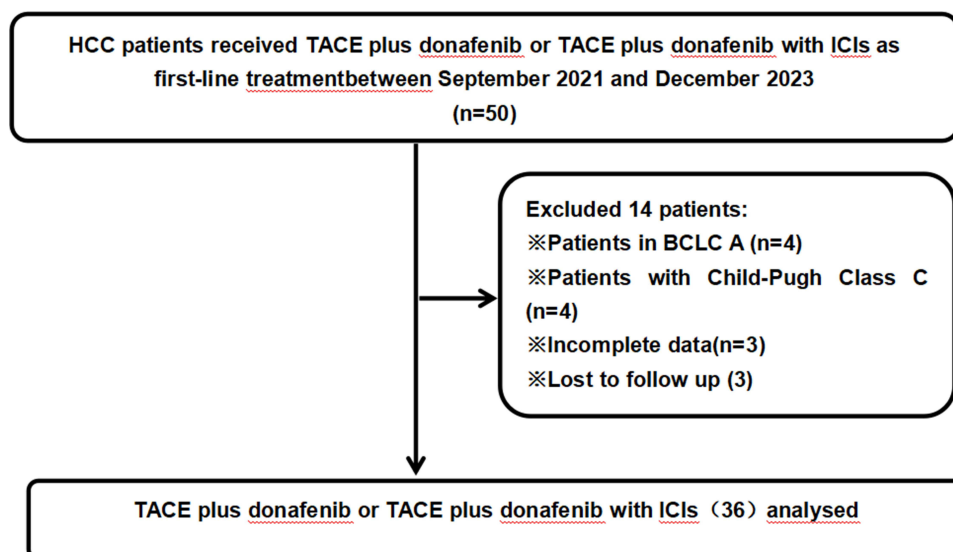 HCC patients received TACE plus donafenib or TACE plus donafenib with ICIs as
first-line treatmentbetween September 2021 and December 2023
(n=50)
Excluded 14 patients:
※Patients in BCLC A (n=4)
※Patients with Child-Pugh Class C
(n=4)
※Incomplete data(n=3)
※Lost to follow up (3)
TACE plus donafenib or TACE plus donafenib with ICIs（36）analysed